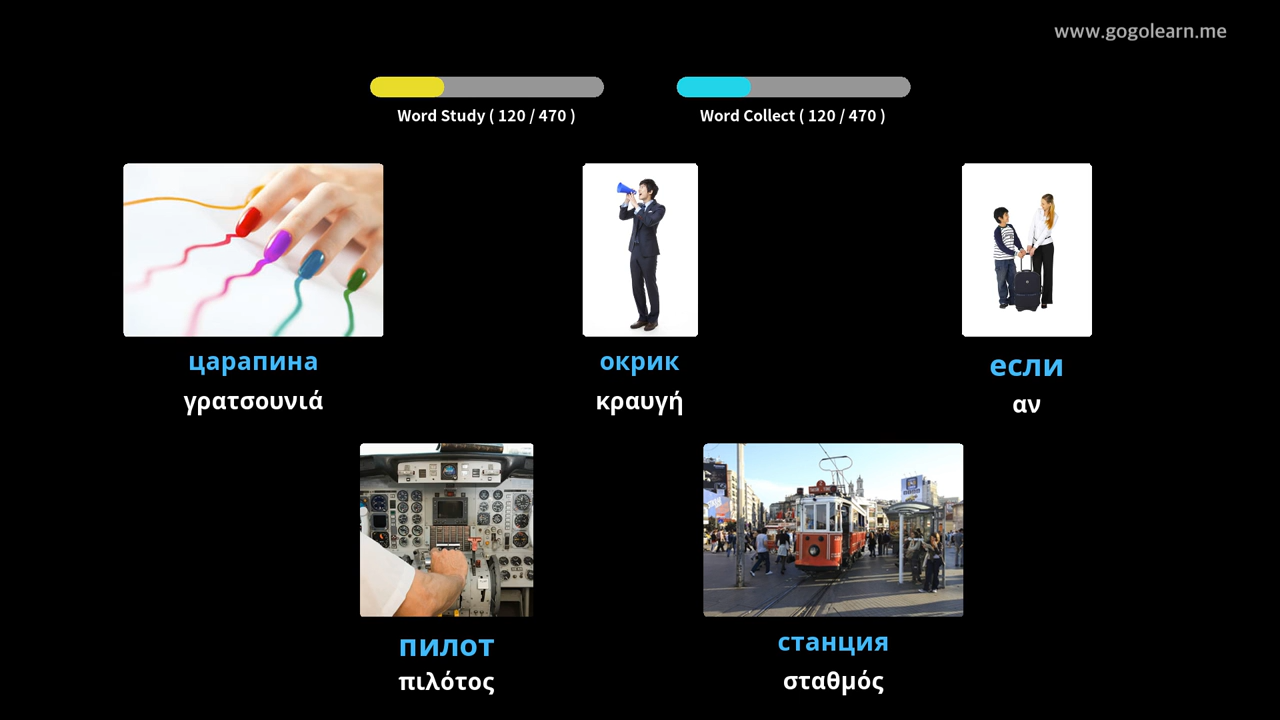 www.gogolearn.me
Word Study ( 120 / 470 )
Word Collect ( 120 / 470 )
царапина
γρατσουνιά
окрик
κραυγή
если
αν
пилот
πιλότος
станция
σταθμός